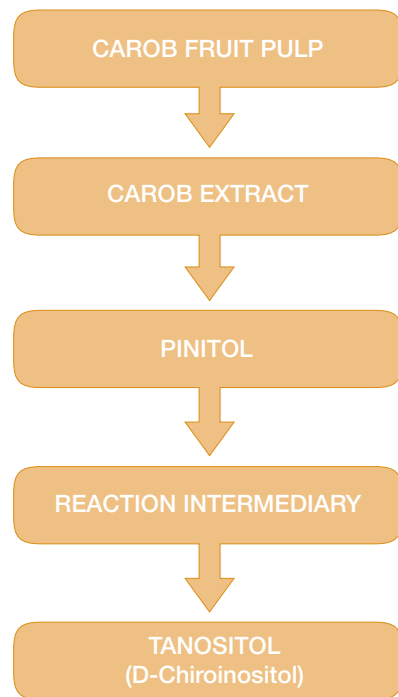 CAROB FRUIT PULP
CAROB EXTRACT
PINITOL
REACTION INTERMEDIARY
TANOSITOL
(D-Chiroinositol)